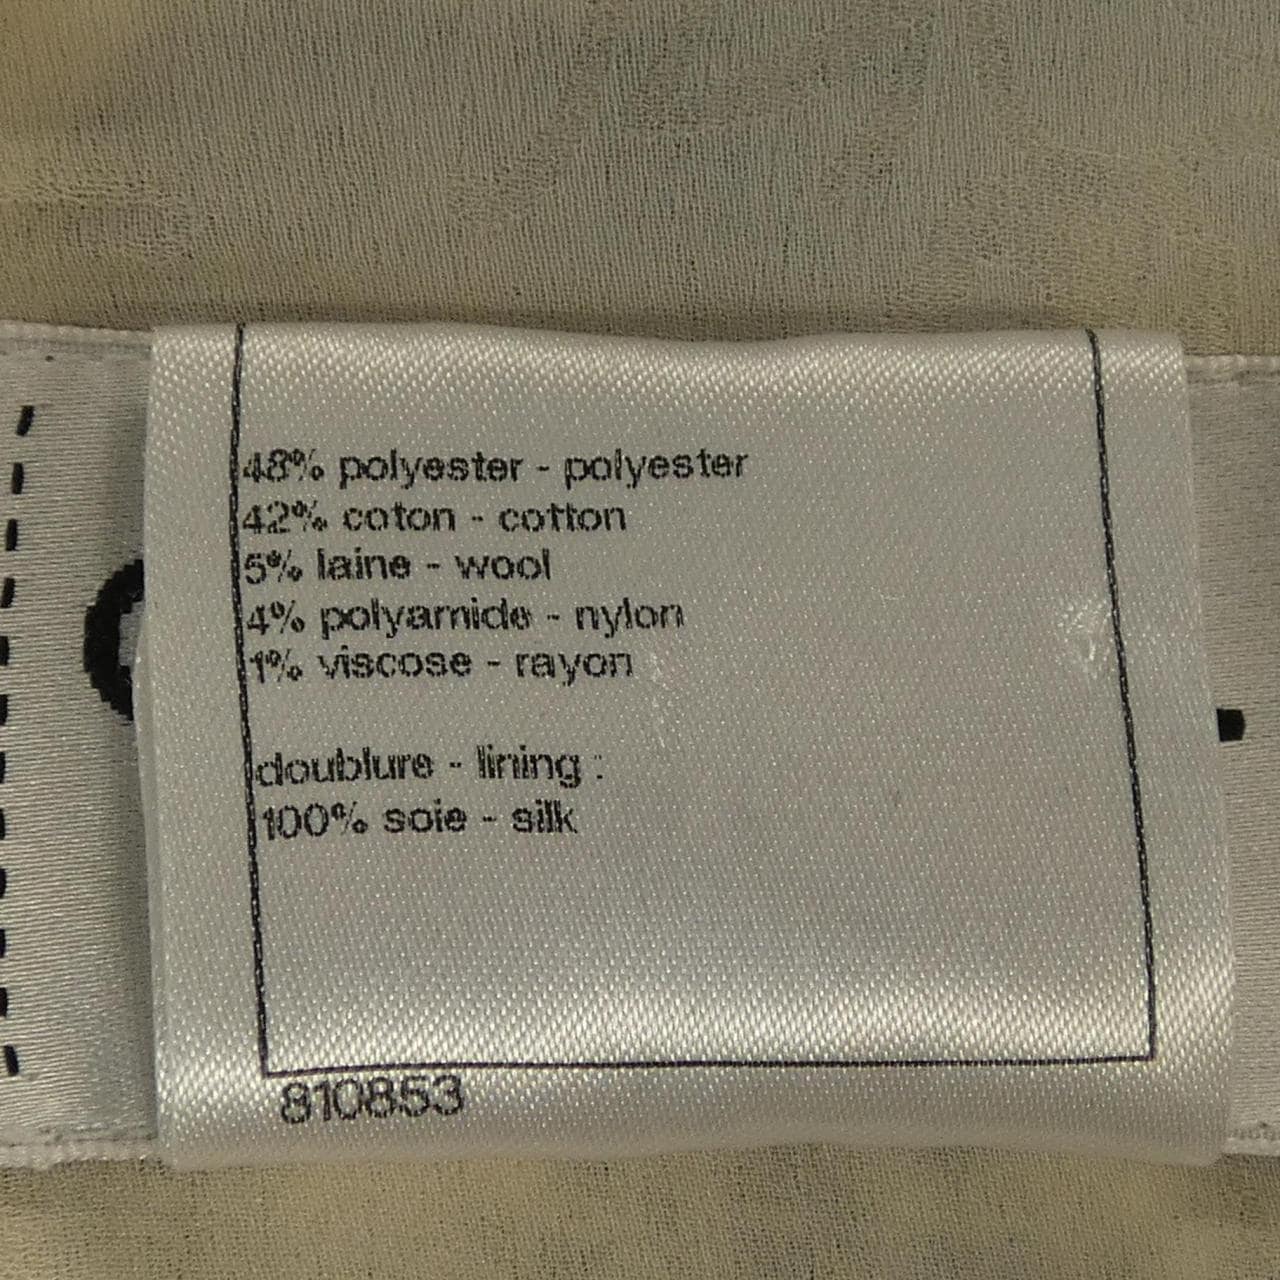 48% polyester - polyester
42% coton - cotton
5% laine - wool
4% polyamide - nylon
1% viscose - rayon
doublure - lining :
100% soie - silk
810853